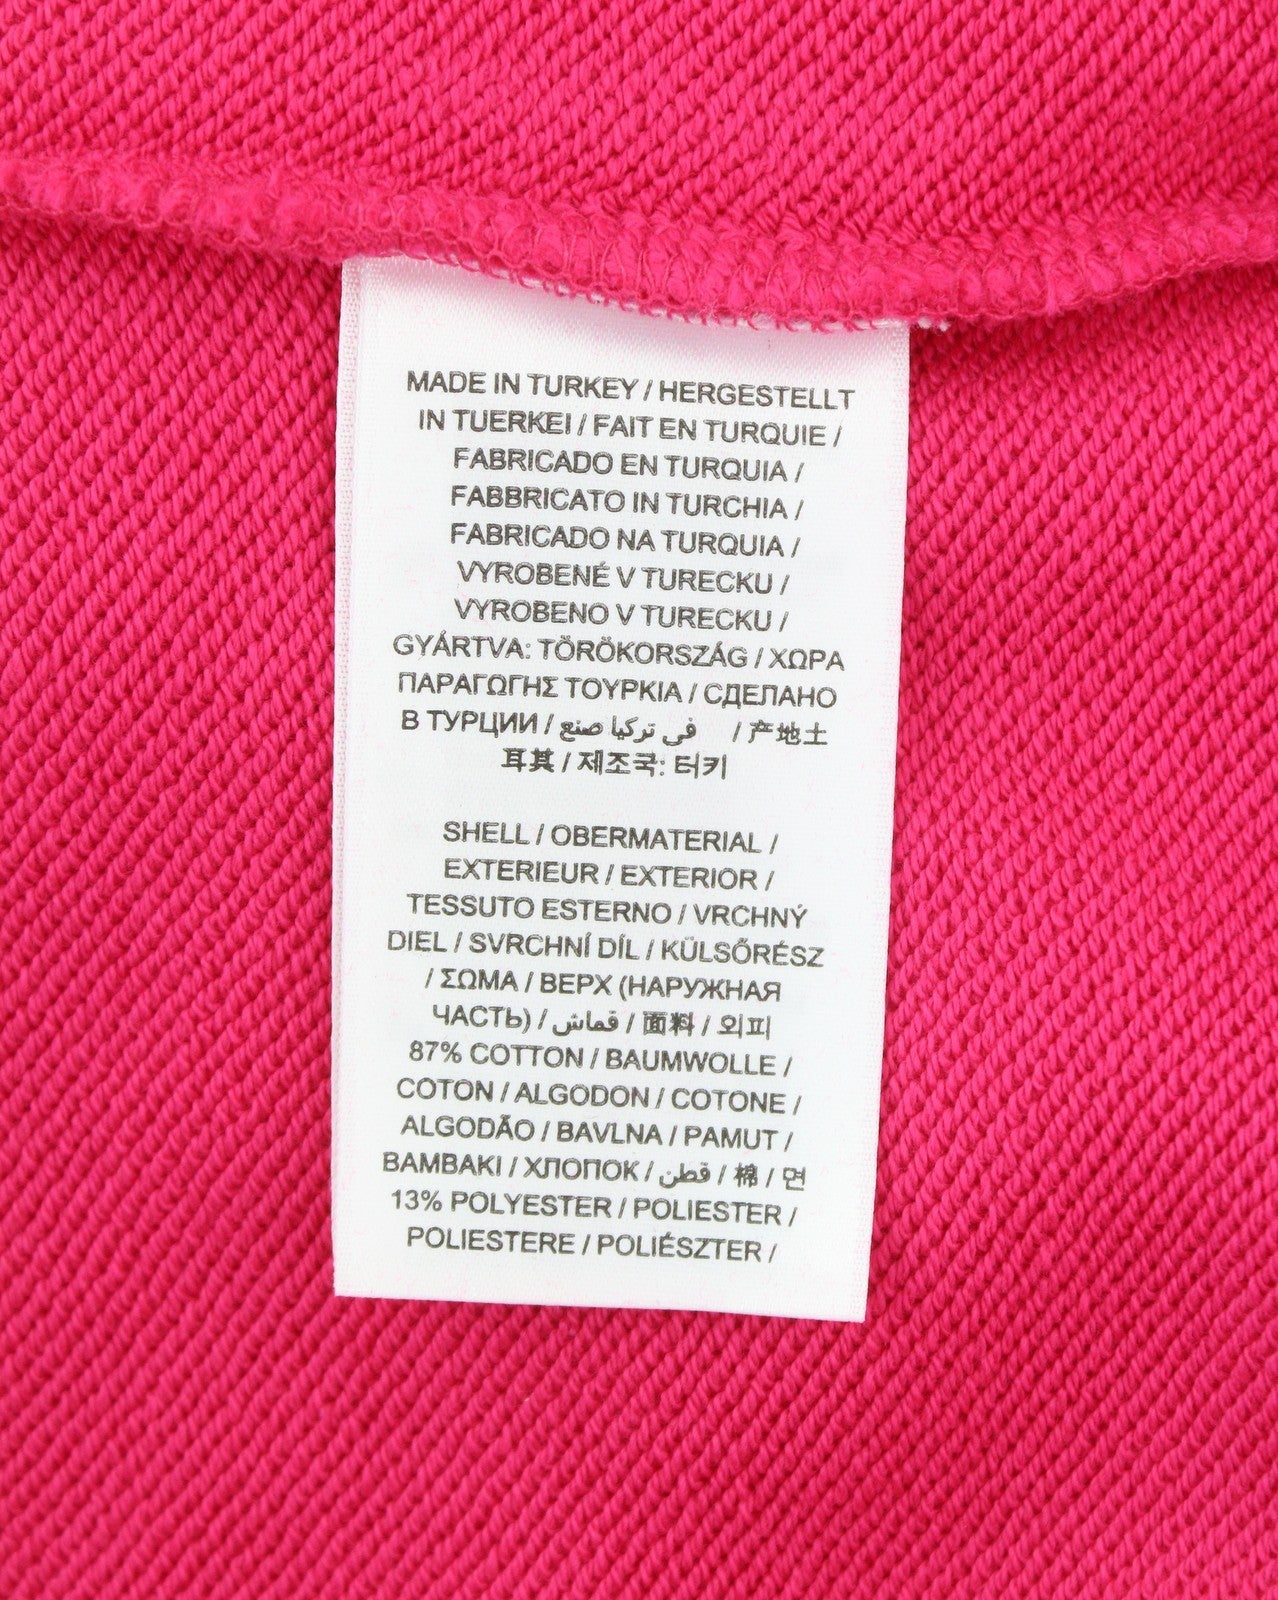 MADE IN TURKEY / HERGESTELLT
IN TUERKEI / FAIT EN TURQUIE /
FABRICADO EN TURQUIA /
FABBRICATO IN TURCHIA /
FABRICADO NA TURQUIA /
VYROBENÉ V TURECKU /
VYROBENO V TURECKU /
GYÁRTVA: TÖRÖKORSZÁG / ΧΩΡΑ
ΠΑΡΑΓΩΓΗΣ ΤΟΥΡΚΙΑ / СДЕЛАНО
В ТУРЦИИ / في تركيا صنع / 产地土
耳其 / 제조국: 터키
SHELL / OBERMATERIAL /
EXTERIEUR / EXTERIOR /
TESSUTO ESTERNO / VRCHNÝ
DIEL / SVRCHNÍ DÍL / KÜLSŐRÉSZ
/ ΣΩΜΑ / ВЕРХ (НАРУЖНАЯ
ЧАСТЬ) / قماش / 面料 / 외피
87% COTTON / BAUMWOLLE /
COTON / ALGODON / COTONE /
ALGODÃO / BAVLNA / PAMUT /
BAMBAKI / ХЛОПОК / قطن / 棉 / 면
13% POLYESTER / POLIESTER /
POLIESTERE / POLIÉSZTER /